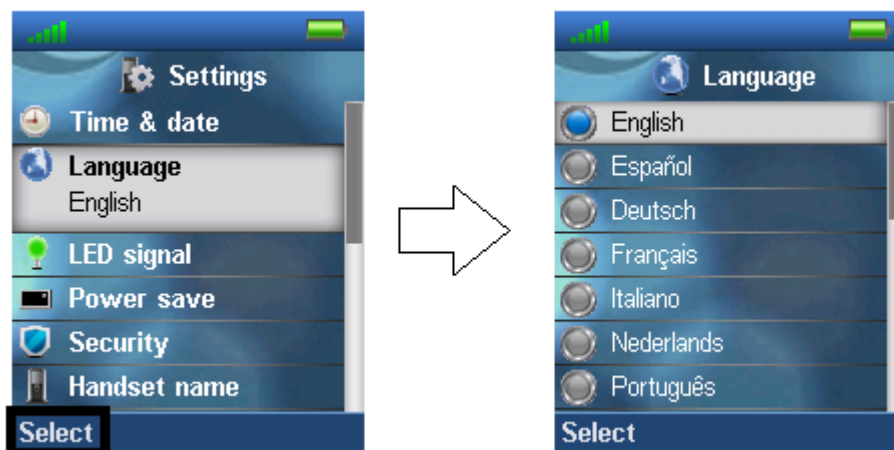 Settings
Time & date
Language
English
LED signal
Power save
Security
Handset name
Select
Language
English
Español
Deutsch
Français
Italiano
Nederlands
Português
Select